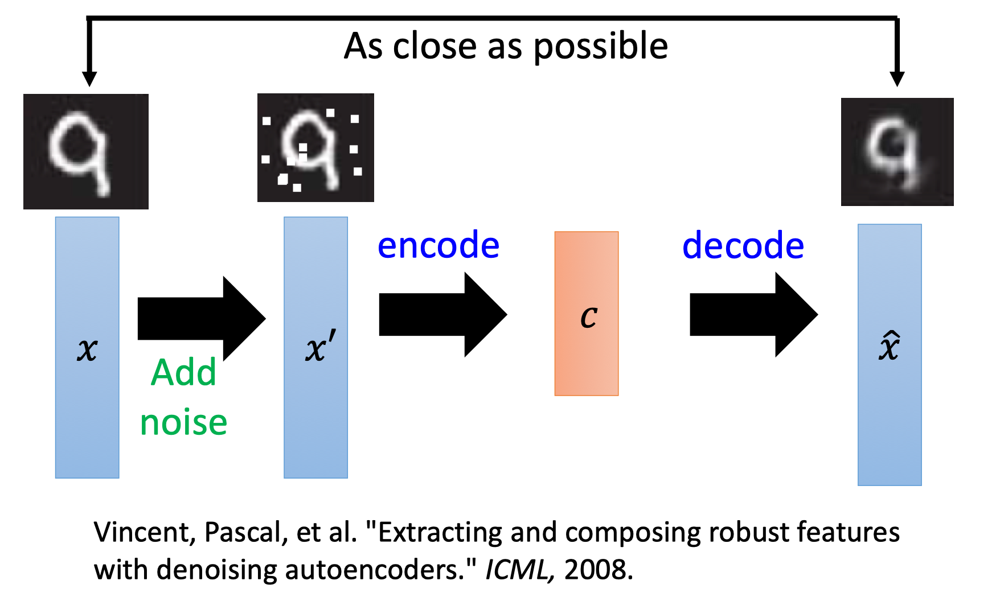 As close as possible
encode
decode
x
x′
c
x̂
Add
noise
Vincent, Pascal, et al. "Extracting and composing robust features
with denoising autoencoders." ICML, 2008.